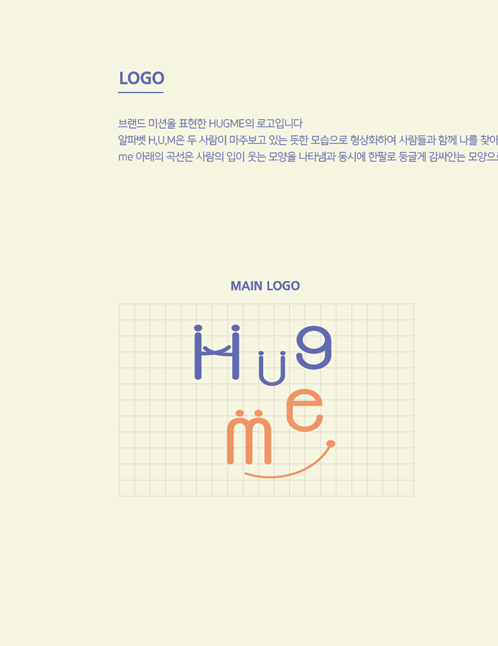 LOGO
브랜드 미션을 표현한 HUGME의 로고입니다
알파벳 H,U,M은 두 사람이 마주보고 있는 듯한 모습으로 형상화하여 사람들과 함께 나를 찾아
me 아래의 곡선은 사람의 입이 웃는 모양을 나타냄과 동시에 한팔로 둥글게 감싸안는 모양으로
MAIN LOGO
Hug
me